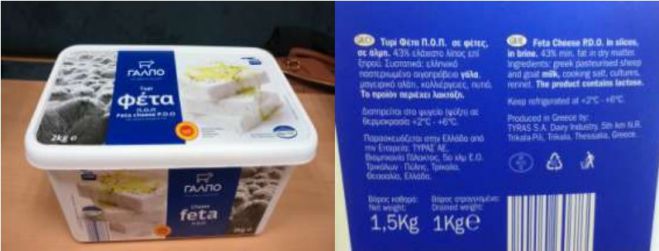 ΓΑΛΠΟ
Τυρί
φέτα
Π.Ο.Π
Feta cheese P.D.O
2kg e
ΓΑΛΠΟ
Cheese
feta
P.D.O.
2kg e
Τυρί Φέτα Π.Ο.Π. σε φέτες,
σε άλμη. 43% ελάχιστο λίπος επί
ξηρού. Συστατικά: ελληνικό
παστεριωμένο αιγοπρόβειο γάλα,
μαγειρικό αλάτι, καλλιέργειες, πυτιά.
Το προϊόν περιέχει λακτόζη.
Διατηρείται στο ψυγείο (ψύξη) σε
θερμοκρασία +2°C - +6°C.
Παρασκευάζεται στην Ελλάδα από
την Εταιρεία: ΤΥΡΑΣ ΑΕ,
Βιομηχανία Γάλακτος, 5ο χλμ Ε.Ο.
Τρικάλων - Πύλης, Τρίκαλα,
Θεσσαλία, Ελλάδα.
Βάρος καθαρό:
Net weight:
1,5Kg
Βάρος στραγγισμένο:
Drained weight:
1Kg e
Feta Cheese P.D.O. in slices,
in brine. 43% min. fat in dry matter.
Ingredients: greek pasteurised sheep
and goat milk, cooking salt, cultures,
rennet. The product contains lactose.
Keep refrigerated at +2°C - +6°C.
Produced in Greece by:
TYRAS S.A. Dairy Industry, 5th km N.R.
Trikala-Pili, Trikala, Thessalia, Greece.